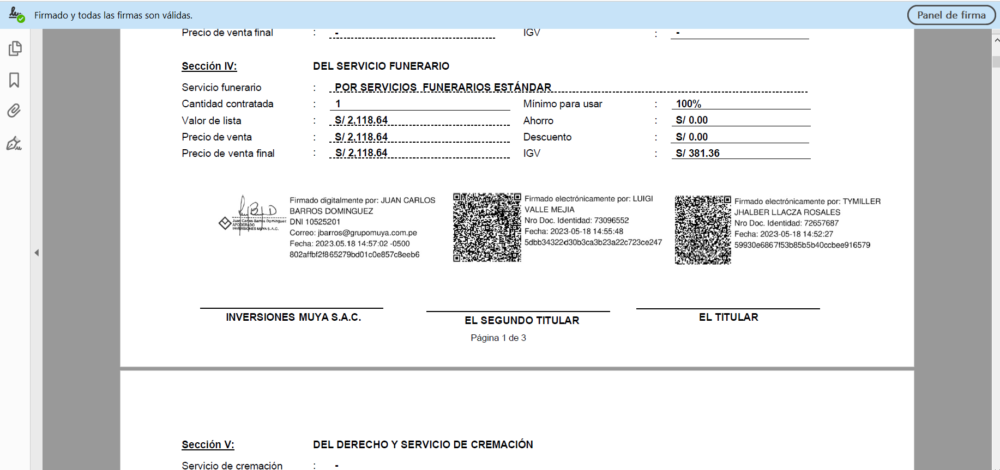 Firmado y todas las firmas son válidas.
Panel de firma
Precio de venta final : - IGV : -
Sección IV: DEL SERVICIO FUNERARIO
Servicio funerario : POR SERVICIOS FUNERARIOS ESTÁNDAR
Cantidad contratada : 1 Mínimo para usar : 100%
Valor de lista : S/ 2,118.64 Ahorro : S/ 0.00
Precio de venta : S/ 2,118.64 Descuento : S/ 0.00
Precio de venta final : S/ 2,118.64 IGV : S/ 381.36
Juan Carlos Barros Dominguez
APODERADO
INVERSIONES MUYA S.A.C.
Firmado digitalmente por: JUAN CARLOS
BARROS DOMINGUEZ
DNI 10525201
Correo: jbarros@grupomuya.com.pe
Fecha: 2023.05.18 14:57:02 -0500
802affbf2f865279bd01c0e857c8eeb6
Firmado electrónicamente por: LUIGI
VALLE MEJIA
Nro Doc. Identidad: 73096552
Fecha: 2023-05-18 14:55:48
5dbb34322d30b3ca3b23a22c723ce247
Firmado electrónicamente por: TYMILLER
JHALBER LLACZA ROSALES
Nro Doc. Identidad: 72657687
Fecha: 2023-05-18 14:52:27
59930e6867f53b85b5b40ccbee916579
INVERSIONES MUYA S.A.C.
EL SEGUNDO TITULAR
EL TITULAR
Página 1 de 3
Sección V: DEL DERECHO Y SERVICIO DE CREMACIÓN
Servicio de cremación : -